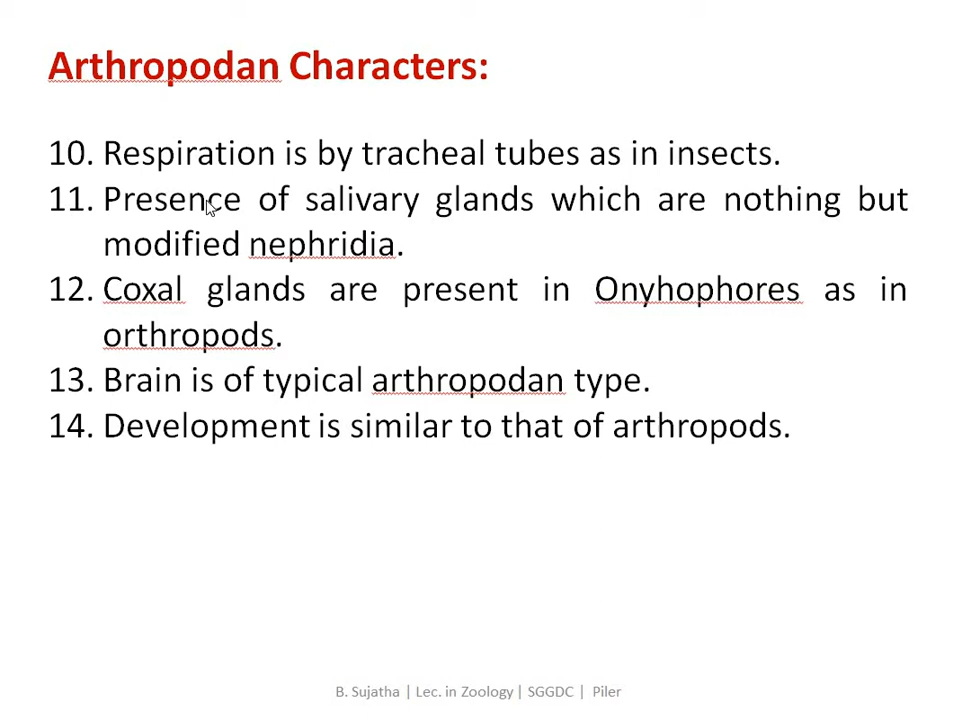 Arthropodan Characters:
10. Respiration is by tracheal tubes as in insects.
11. Presence of salivary glands which are nothing but
modified nephridia.
12. Coxal glands are present in Onyhophores as in
orthropods.
13. Brain is of typical arthropodan type.
14. Development is similar to that of arthropods.
B. Sujatha | Lec. in Zoology | SGGDC | Piler